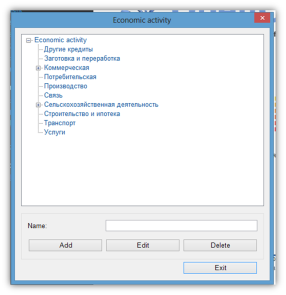 Economic activity
Economic activity
Другие кредиты
Заготовка и переработка
Коммерческая
Потребительская
Производство
Связь
Сельскохозяйственная деятельность
Строительство и ипотека
Транспорт
Услуги
Name:
Add Edit Delete
Exit